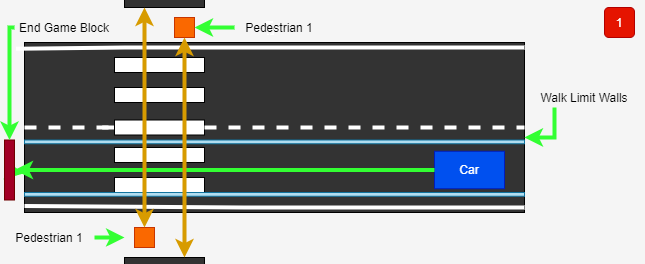 End Game Block
Pedestrian 1
1
Walk Limit Walls
Car
Pedestrian 1